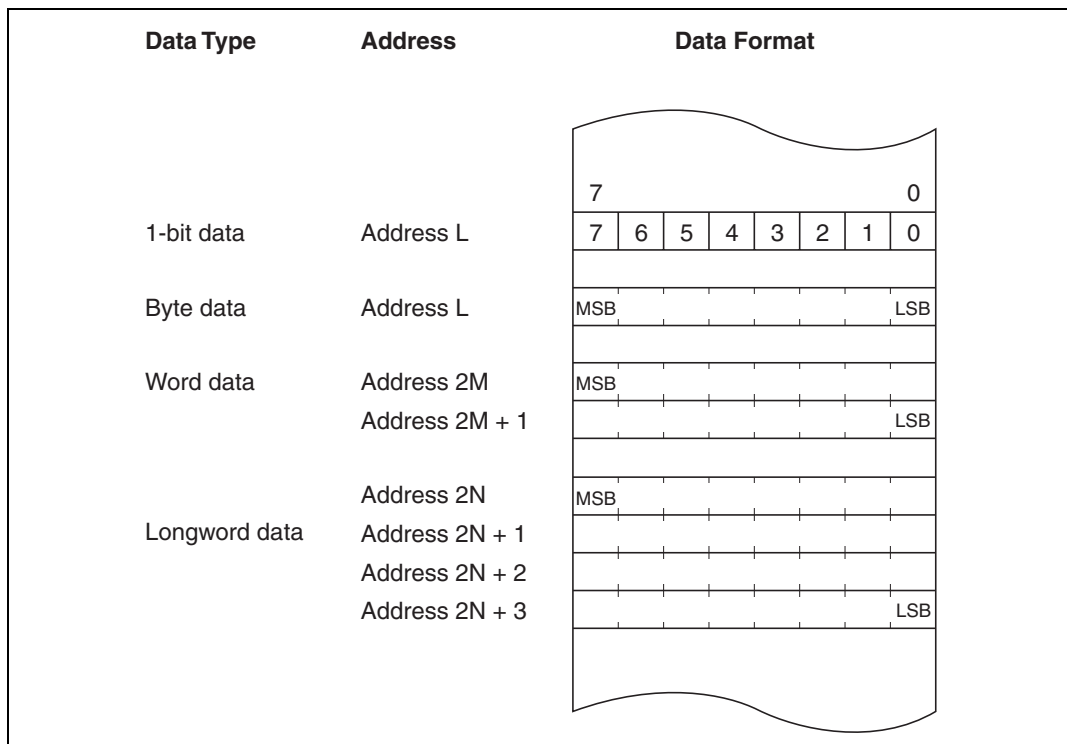 Data Type Address Data Format
7 0
1-bit data Address L 7 6 5 4 3 2 1 0
Byte data Address L MSB LSB
Word data Address 2M MSB
Address 2M + 1 LSB
Address 2N MSB
Longword data Address 2N + 1
Address 2N + 2
Address 2N + 3 LSB